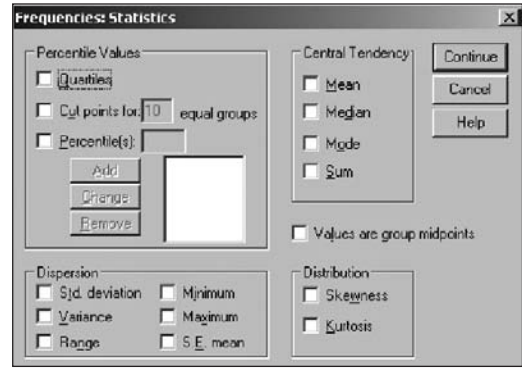 Frequencies: Statistics
Percentile Values
Quartiles
Cut points for: 10 equal groups
Percentile(s):
Add
Change
Remove
Central Tendency
Mean
Median
Mode
Sum
Continue
Cancel
Help
Values are group midpoints
Dispersion
Std. deviation Minimum
Variance Maximum
Range S.E. mean
Distribution
Skewness
Kurtosis